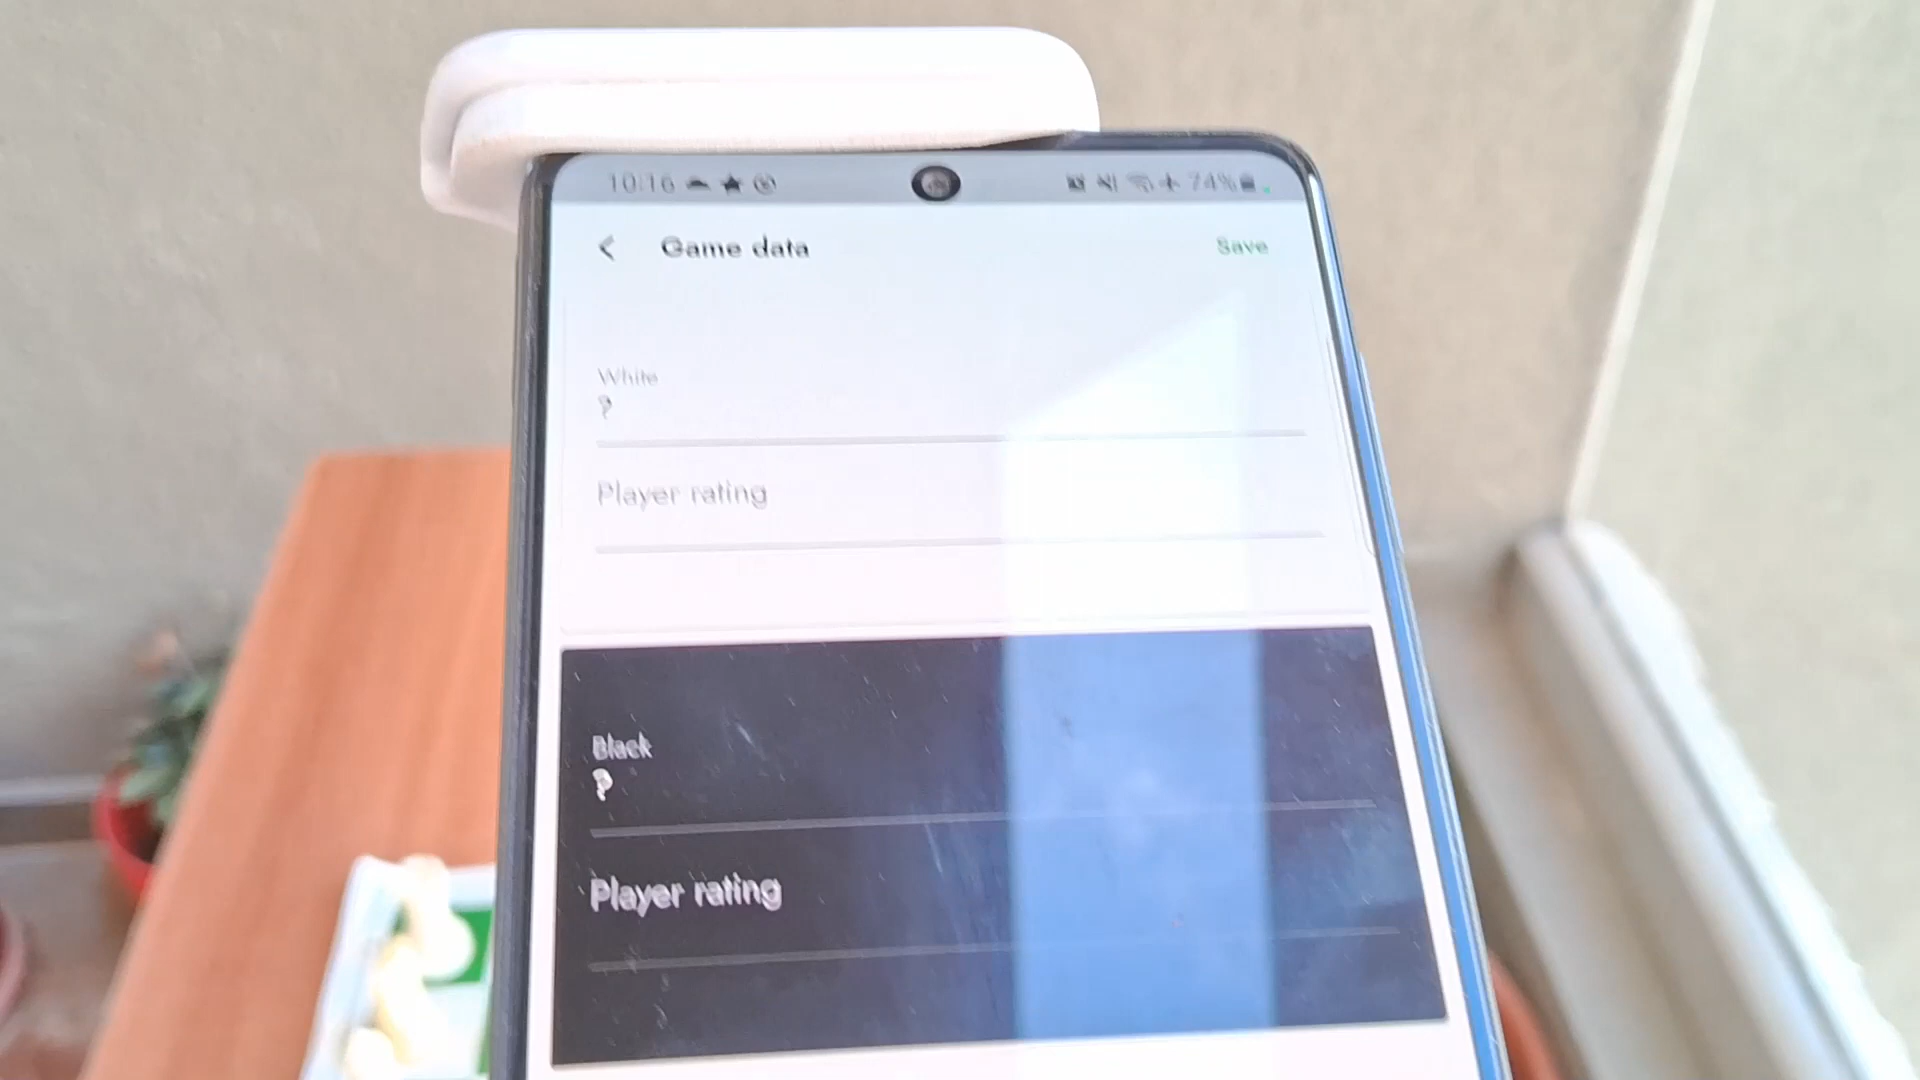 10:16 74%
Game data Save
White
?
Player rating
Black
?
Player rating